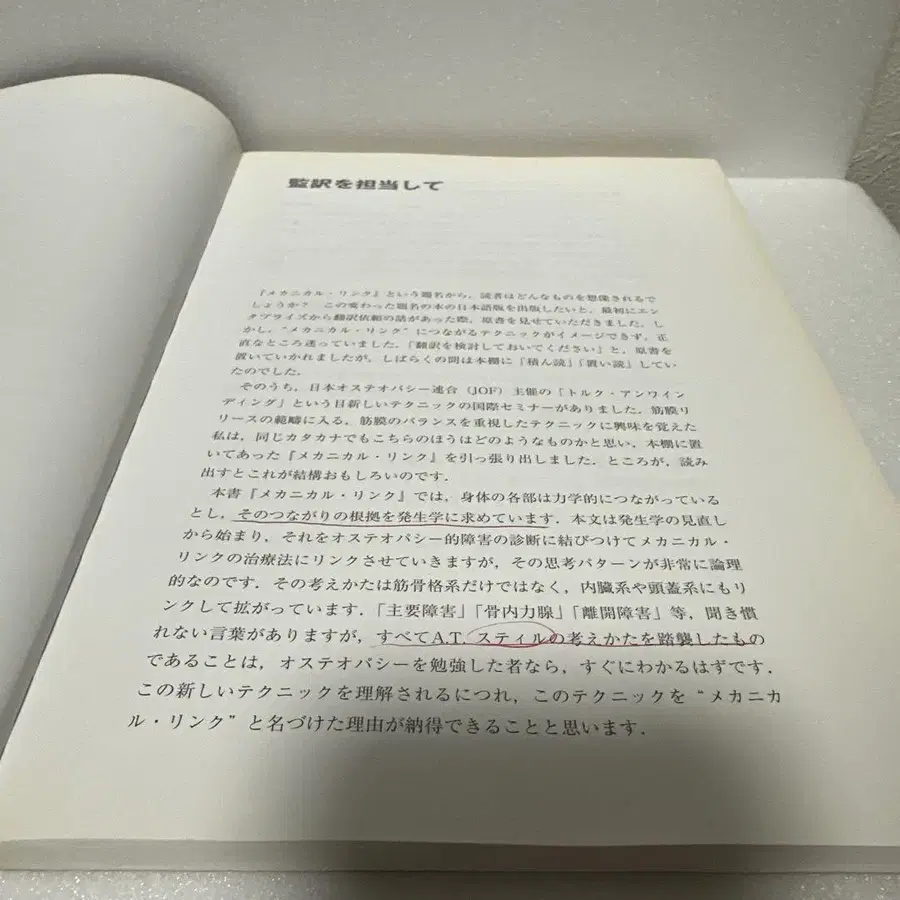 監訳を担当して
『メカニカル・リンク』という題名から，読者はどんなものを想像されるで
しょうか？　この変わった題名の本の日本語版を出版したいと，最初にエン
タプライズから翻訳依頼の話があった際，原書を見せていただきました．し
かし，“メカニカル・リンク”につながるテクニックがイメージできず，正
直なところ迷っていました．「翻訳を検討しておいてください」と，原書を
置いていかれましたが，しばらくの間は本棚に『積ん読』『置い読』してい
たのでした．
そのうち，日本オステオパシー連合（JOF）主催の「トルク・アンワイン
ディング」という目新しいテクニックの国際セミナーがありました．筋膜リ
リースの範疇に入る，筋膜のバランスを重視したテクニックに興味を覚えた
私は，同じカタカナでもこちらのほうはどのようなものかと思い，本棚に置
いてあった『メカニカル・リンク』を引っ張り出しました．ところが，読み
出すとこれが結構おもしろいのです．
本書『メカニカル・リンク』では，身体の各部は力学的につながっている
とし，そのつながりの根拠を発生学に求めています．本文は発生学の見直し
から始まり，それをオステオパシー的障害の診断に結びつけてメカニカル・
リンクの治療法にリンクさせていきますが，その思考パターンが非常に論理
的なのです．その考えかたは筋骨格系だけではなく，内臓系や頭蓋系にもリ
ンクして拡がっています．「主要障害」「骨内力腺」「離開障害」等，聞き慣
れない言葉がありますが，すべてA.T. スティルの考えかたを踏襲したもの
であることは，オステオパシーを勉強した者なら，すぐにわかるはずです．
この新しいテクニックを理解されるにつれ，このテクニックを“メカニカ
ル・リンク”と名づけた理由が納得できることと思います．